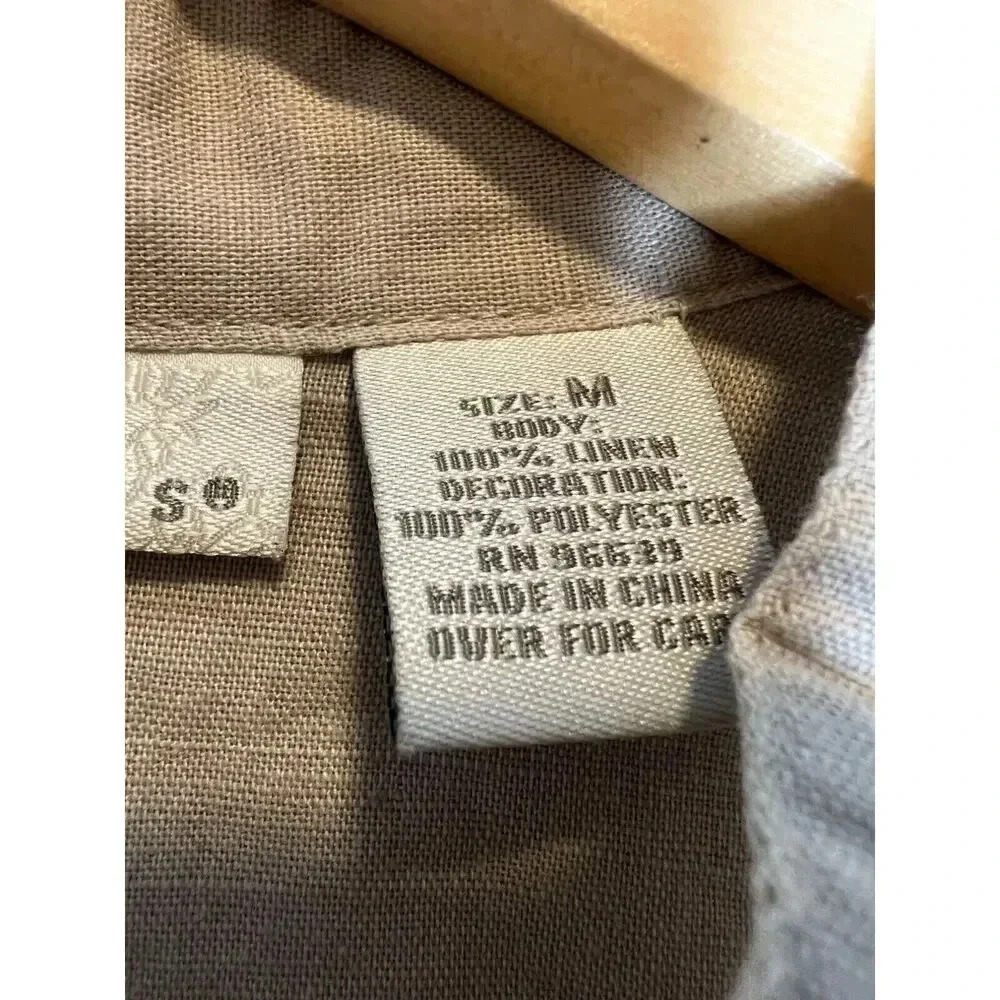 S®
SIZE: M
BODY:
100% LINEN
DECORATION:
100% POLYESTER
RN 96639
MADE IN CHINA
OVER FOR CAR